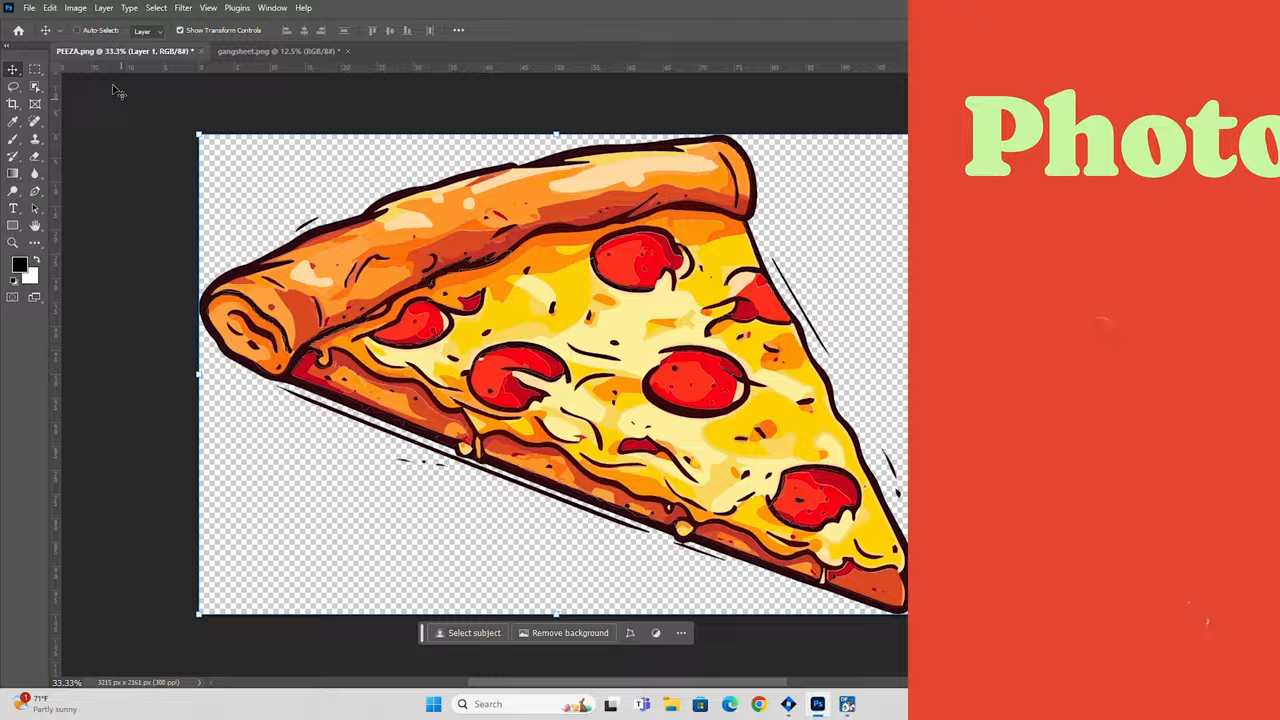 File Edit Image Layer Type Select Filter View Plugins Window Help
Auto-Select: Layer Show Transform Controls
PEEZA.png @ 33.3% (Layer 1, RGB/8#) * × gangsheet.png @ 12.5% (RGB/8#) * ×
Photo
Select subject Remove background
33.33% 3215 px x 2161 px (300 ppi)
71°F
Partly sunny
Search